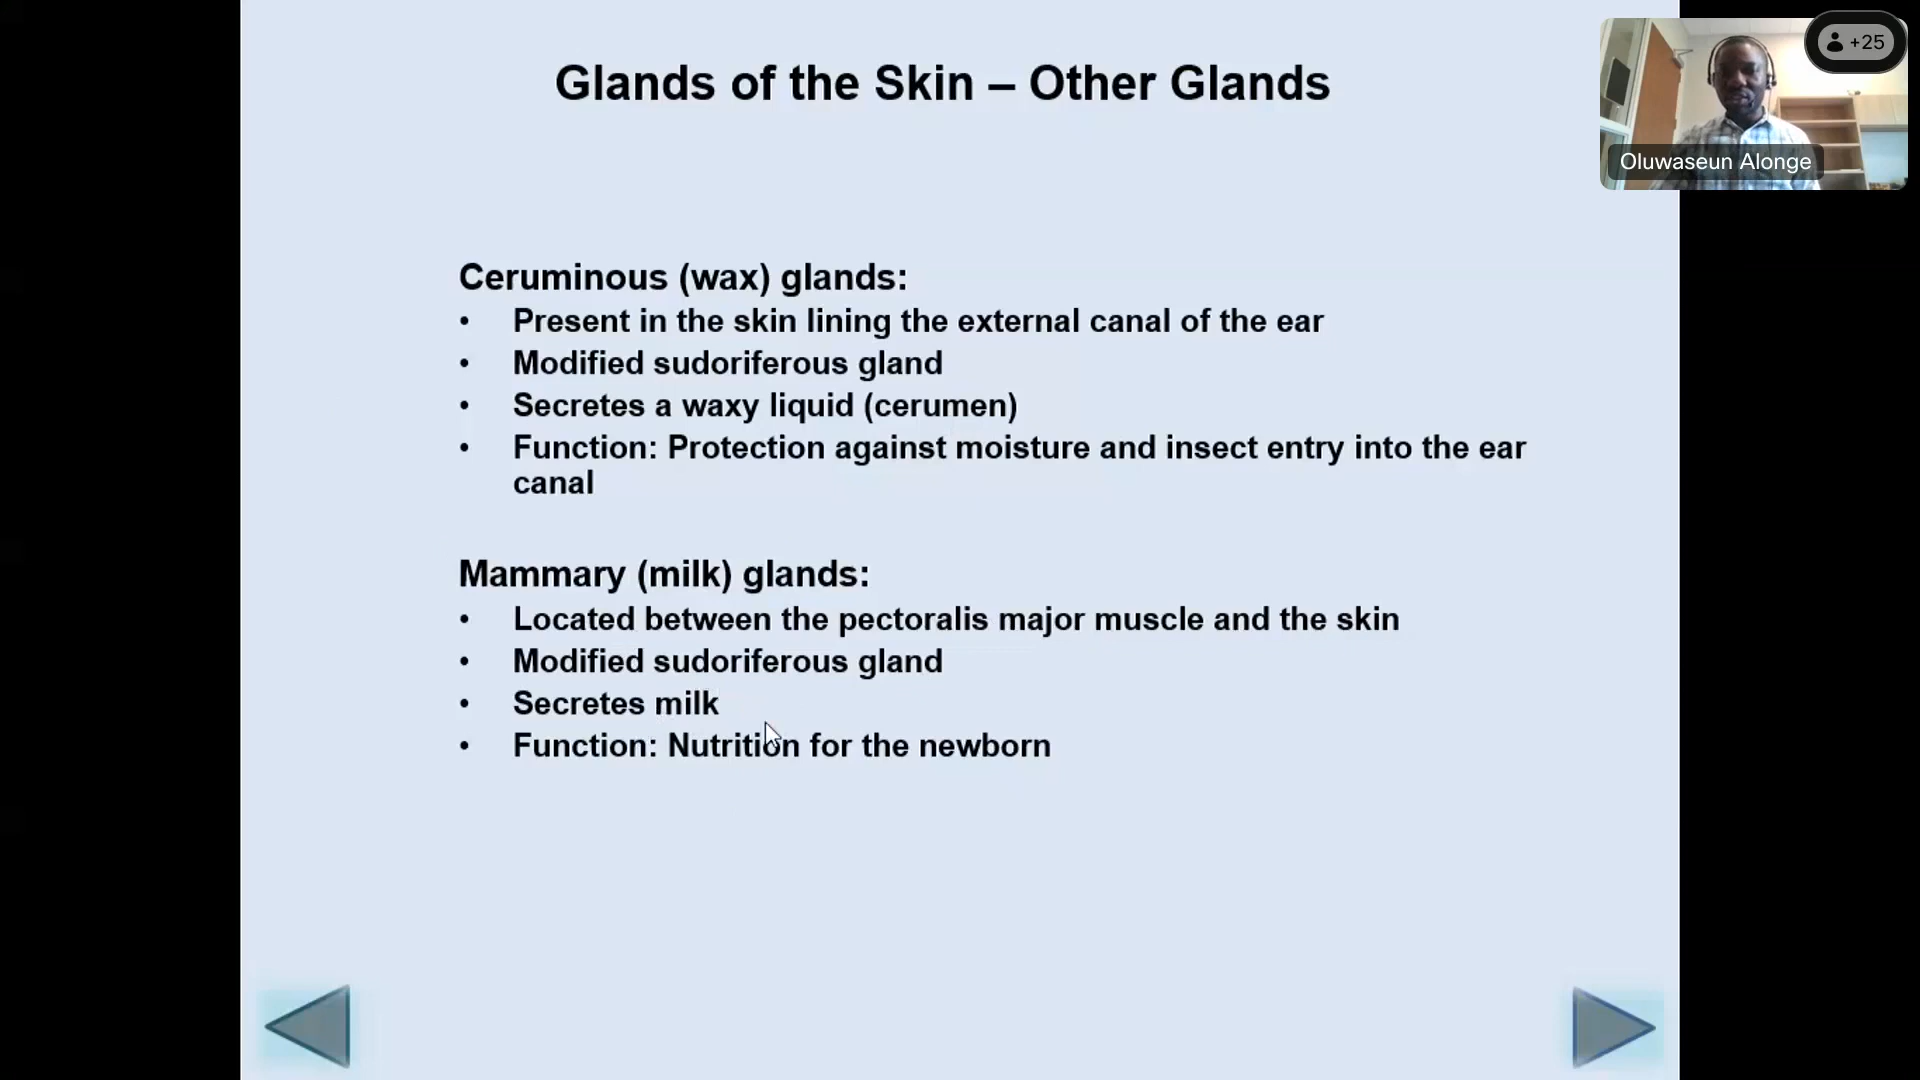 Glands of the Skin – Other Glands
+25
Oluwaseun Alonge
Ceruminous (wax) glands:
• Present in the skin lining the external canal of the ear
• Modified sudoriferous gland
• Secretes a waxy liquid (cerumen)
• Function: Protection against moisture and insect entry into the ear
canal
Mammary (milk) glands:
• Located between the pectoralis major muscle and the skin
• Modified sudoriferous gland
• Secretes milk
• Function: Nutrition for the newborn